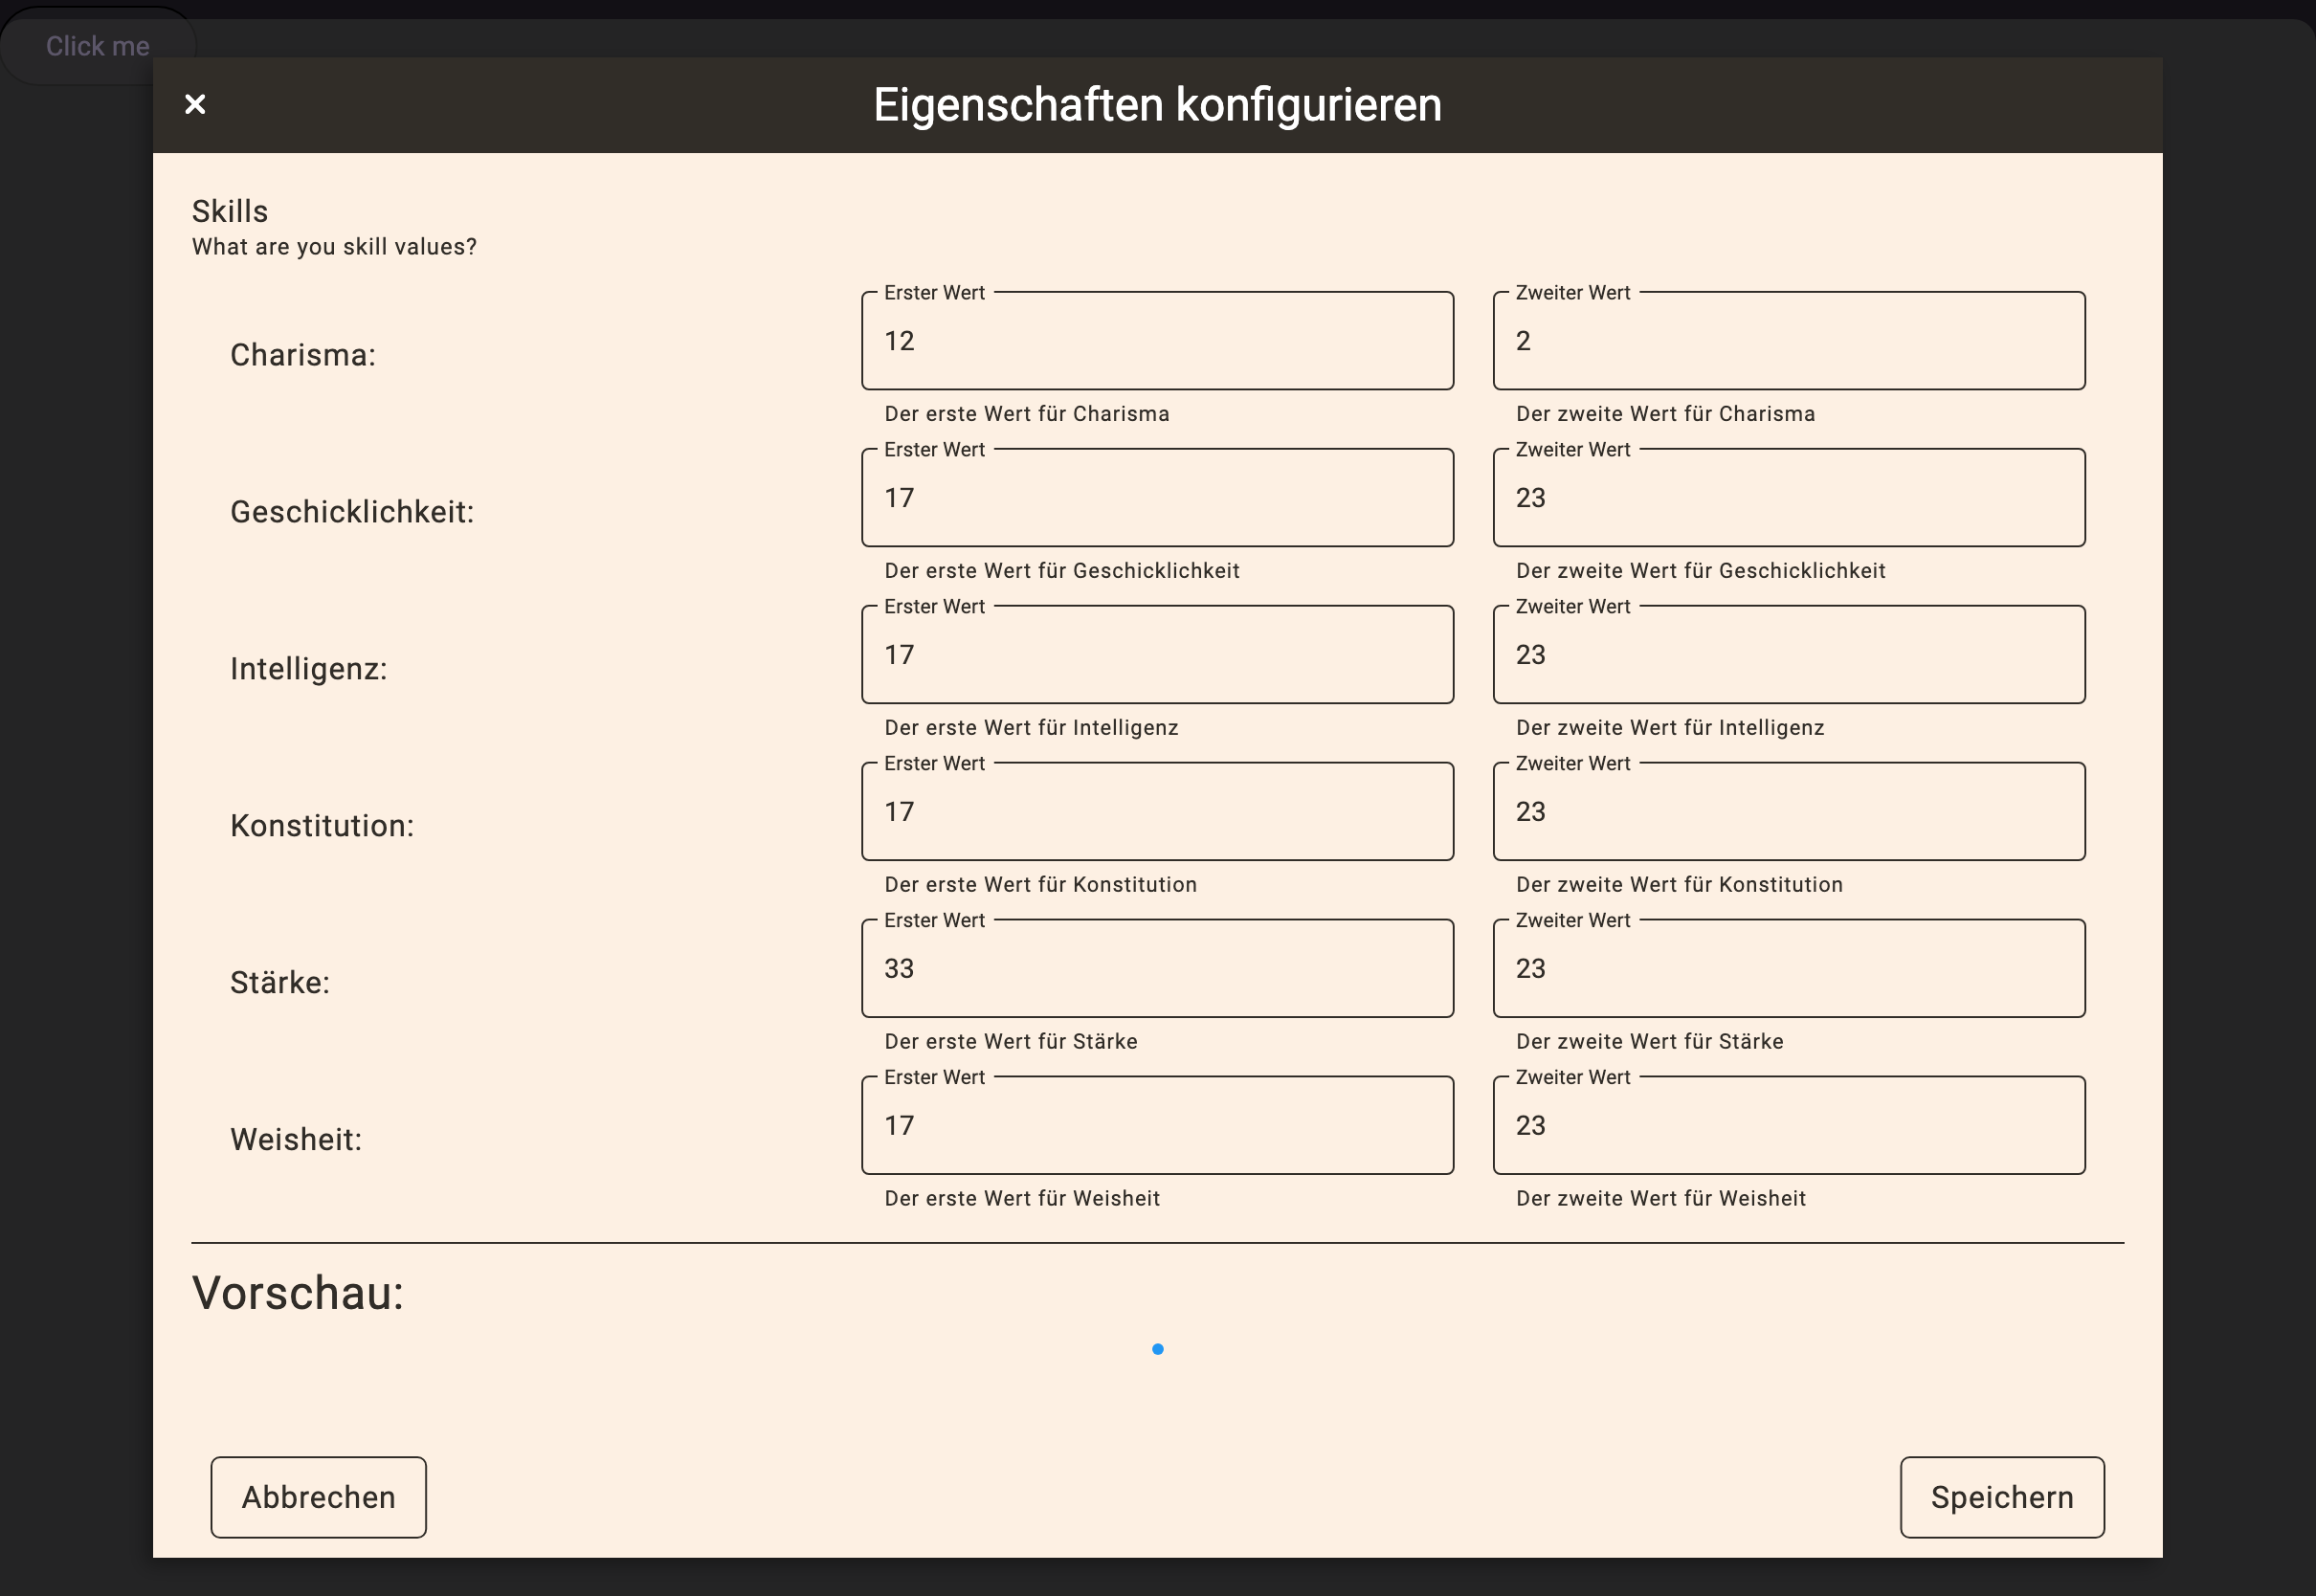 Click me
Eigenschaften konfigurieren
Skills
What are you skill values?
Charisma:
Erster Wert
12
Der erste Wert für Charisma
Zweiter Wert
2
Der zweite Wert für Charisma
Geschicklichkeit:
Erster Wert
17
Der erste Wert für Geschicklichkeit
Zweiter Wert
23
Der zweite Wert für Geschicklichkeit
Intelligenz:
Erster Wert
17
Der erste Wert für Intelligenz
Zweiter Wert
23
Der zweite Wert für Intelligenz
Konstitution:
Erster Wert
17
Der erste Wert für Konstitution
Zweiter Wert
23
Der zweite Wert für Konstitution
Stärke:
Erster Wert
33
Der erste Wert für Stärke
Zweiter Wert
23
Der zweite Wert für Stärke
Weisheit:
Erster Wert
17
Der erste Wert für Weisheit
Zweiter Wert
23
Der zweite Wert für Weisheit
Vorschau:
Abbrechen
Speichern